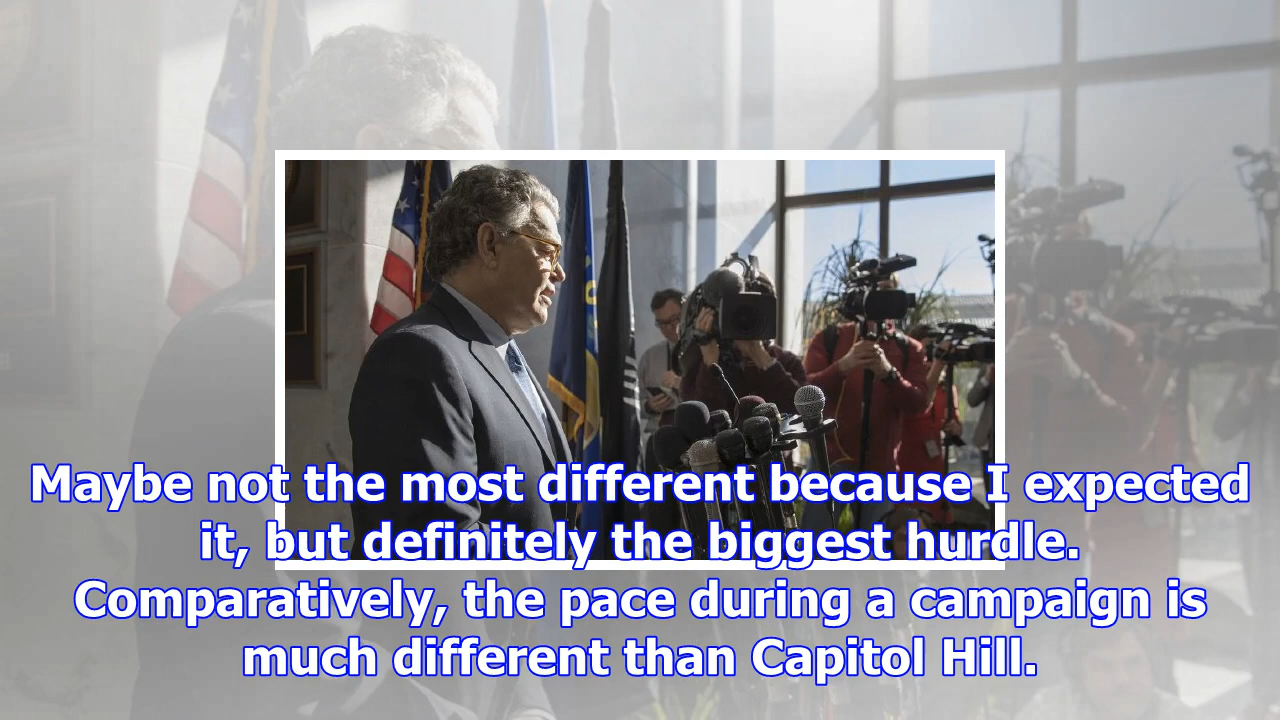 Maybe not the most different because I expected
it, but definitely the biggest hurdle.
Comparatively, the pace during a campaign is
much different than Capitol Hill.